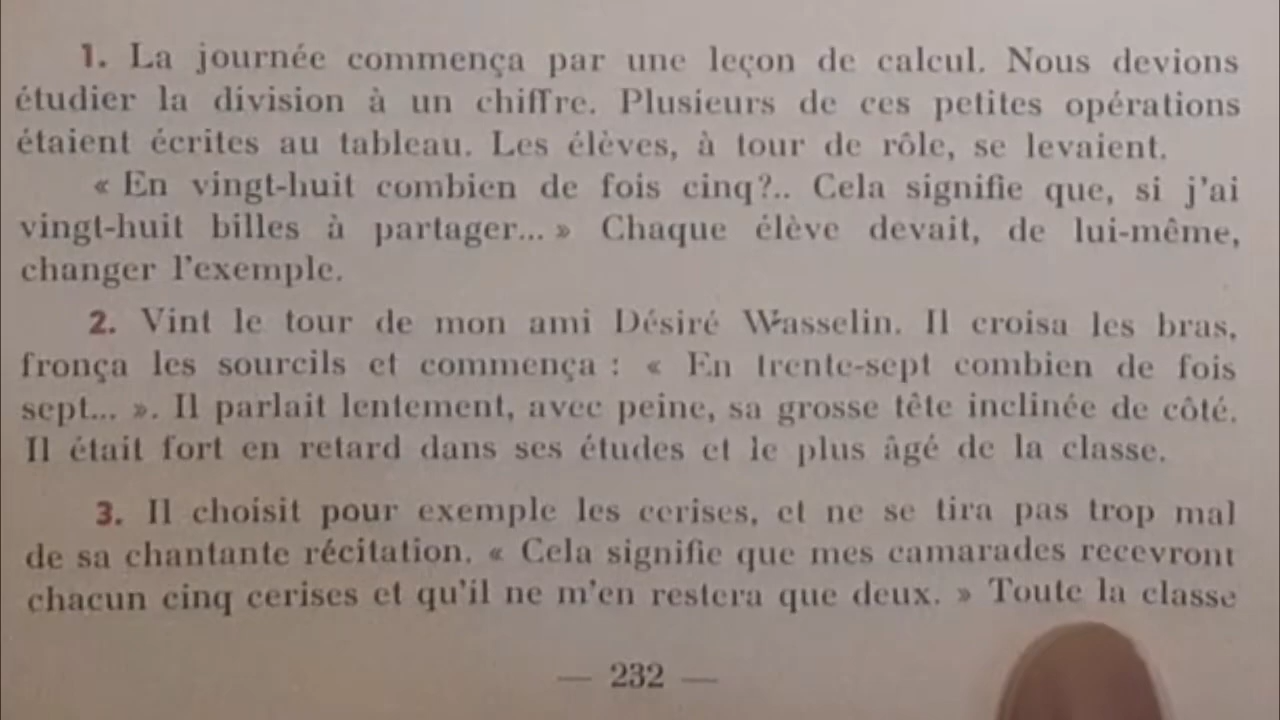 1. La journée commença par une leçon de calcul. Nous devions
étudier la division à un chiffre. Plusieurs de ces petites opérations
étaient écrites au tableau. Les élèves, à tour de rôle, se levaient.
« En vingt-huit combien de fois cinq?.. Cela signifie que, si j'ai
vingt-huit billes à partager... » Chaque élève devait, de lui-même,
changer l'exemple.
2. Vint le tour de mon ami Désiré Wasselin. Il croisa les bras,
fronça les sourcils et commença : « En trente-sept combien de fois
sept... ». Il parlait lentement, avec peine, sa grosse tête inclinée de côté.
Il était fort en retard dans ses études et le plus âgé de la classe.
3. Il choisit pour exemple les cerises, et ne se tira pas trop mal
de sa chantante récitation. « Cela signifie que mes camarades recevront
chacun cinq cerises et qu'il ne m'en restera que deux. » Toute la classe
— 232 —